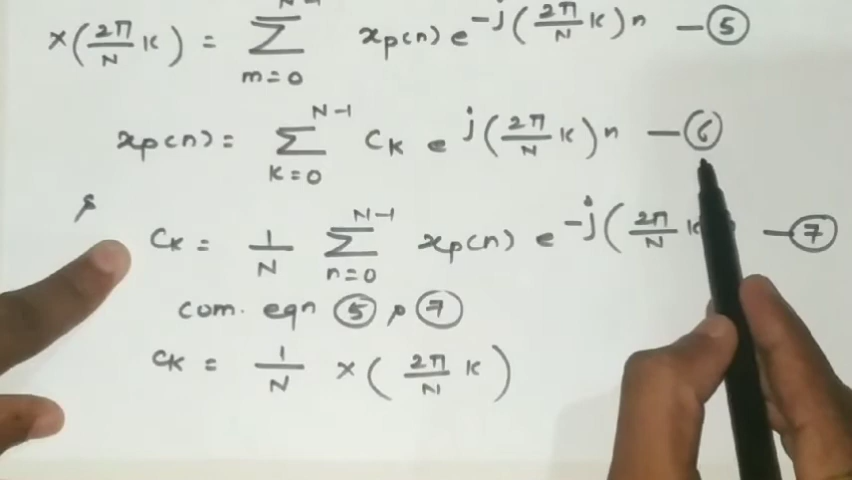 X(2π/N k) = Σ_{m=0}^{N-1} xp(n) e^{-j(2π/N k)n} — ⑤
xp(n) = Σ_{k=0}^{N-1} Ck e^{j(2π/N k)n} — ⑥
Ck = 1/N Σ_{n=0}^{N-1} xp(n) e^{-j(2π/N k — ⑦
com. eqn ⑤ & ⑦
Ck = 1/N X(2π/N k)